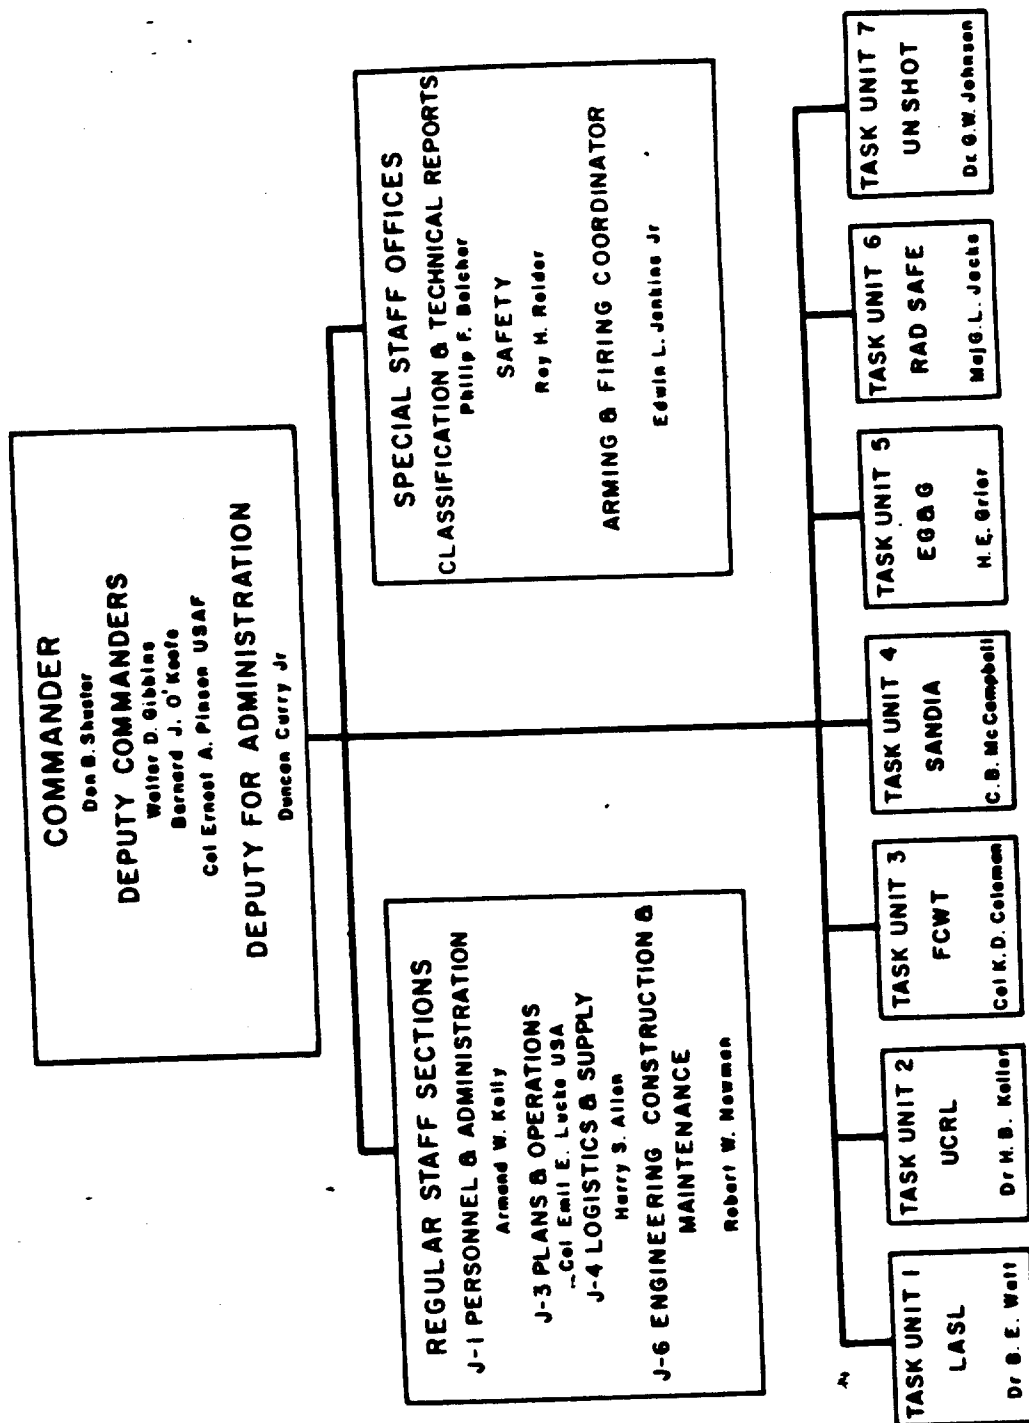 COMMANDER
Don B. Shuster
DEPUTY COMMANDERS
Walter D. Gibbins
Bernard J. O'Keefe
Col Ernest A. Pinson USAF
DEPUTY FOR ADMINISTRATION
Duncan Curry Jr
REGULAR STAFF SECTIONS
J-1 PERSONNEL & ADMINISTRATION
Armand W. Kelly
J-3 PLANS & OPERATIONS
Col Emil E. Lucke USA
J-4 LOGISTICS & SUPPLY
Harry S. Allen
J-6 ENGINEERING CONSTRUCTION &
MAINTENANCE
Robert W. Newman
SPECIAL STAFF OFFICES
CLASSIFICATION & TECHNICAL REPORTS
Philip F. Belcher
SAFETY
Roy H. Reider
ARMING & FIRING COORDINATOR
Edwin L. Jenkins Jr
TASK UNIT 1
LASL
Dr B. E. Watt
TASK UNIT 2
UCRL
Dr H. B. Keller
TASK UNIT 3
FCWT
Col K.D. Coleman
TASK UNIT 4
SANDIA
C.B. McCampbell
TASK UNIT 5
EG&G
H.E. Grier
TASK UNIT 6
RAD SAFE
Maj G.L. Jacks
TASK UNIT 7
UN SHOT
Dr G.W. Johnson